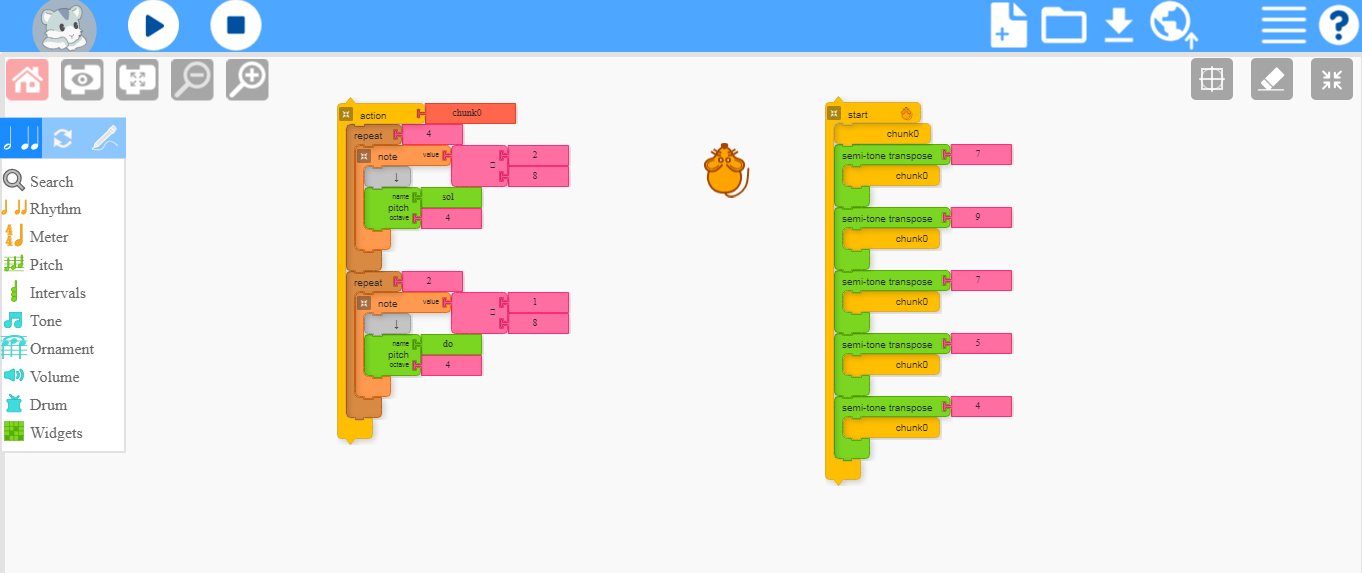 Search
Rhythm
Meter
Pitch
Intervals
Tone
Ornament
Volume
Drum
Widgets
action chunk0
repeat 4
note value 2
8
↓
name sol
pitch
octave 4
repeat 2
note value 1
8
↓
name do
pitch
octave 4
start
chunk0
semi-tone transpose 7
chunk0
semi-tone transpose 9
chunk0
semi-tone transpose 7
chunk0
semi-tone transpose 5
chunk0
semi-tone transpose 4
chunk0